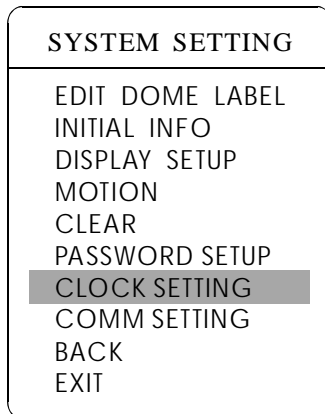 SYSTEM SETTING
EDIT DOME LABEL
INITIAL INFO
DISPLAY SETUP
MOTION
CLEAR
PASSWORD SETUP
CLOCK SETTING
COMM SETTING
BACK
EXIT